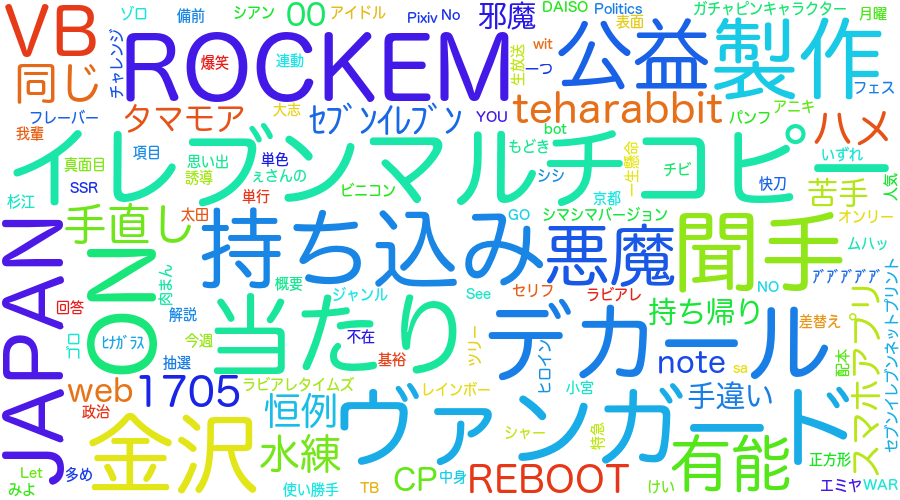 ゾロ 備前 シアン 00 アイドル Pixiv No 邪魔 DAISO Politics ガチャピンキャラクター 月曜
VB チャレンジ ROCKEM 爆笑 連動 生放送 wit 表面 公益 製作
同じ 一つ フェス
フレーバー タマモア 大志 セブンイレブン YOU teharabbit パンフ アニキ ハメ
我輩 bot
イレブンマルチコピー
真面目 項目 思い出 単色 もどき 一生懸命 いずれ
SSR 誘導 ぇさんの ビニコン シシ チビ 快刀 苦手 人気
杉江 単行 京都
手直し 太田 持ち込み GO シマシマバージョン 悪魔 聞手 オンリー
JAPAN ON ムハッ
肉まん 概要 ジャンル See セリフ ラビアレ NO ア゙ア゙ア゙ア゙ア゙
回答 解説 当たり 持ち帰り セブンイレブンネットプリント
ゴロ ヒナガラス 今週 不在 ツリー デカール 差替え スマホアプリ
抽選 基裕 ヒロイン note sa 配本
web 1705 ラビアレタイムズ レインボー 小宮 手違い
政治 恒例 ヴァンガード
金沢 水練 シャー 特急 有能 正方形
Let 多め CP 中身 REBOOT
みよ 使い勝手 TB けい エミヤ WAR